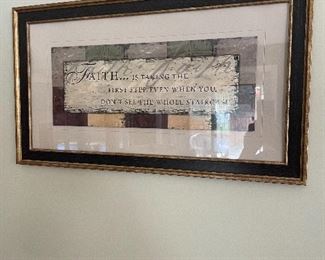 FAITH... IS TAKING THE
FIRST STEP EVEN WHEN YOU
DON'T SEE THE WHOLE STAIRCASE